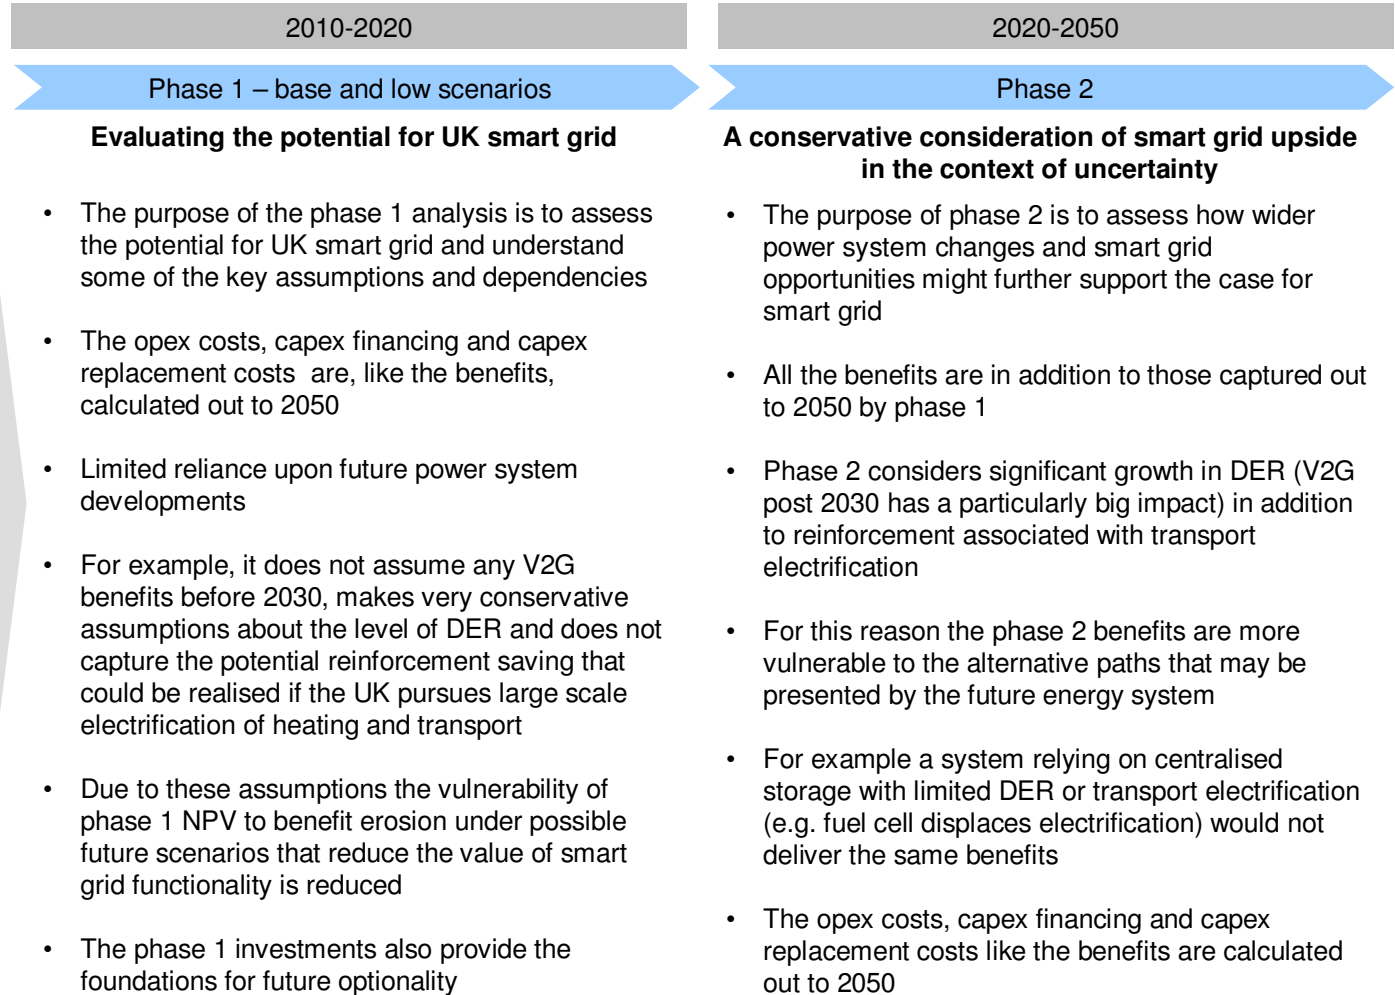 2010-2020
Phase 1 – base and low scenarios
Evaluating the potential for UK smart grid
• The purpose of the phase 1 analysis is to assess
the potential for UK smart grid and understand
some of the key assumptions and dependencies
• The opex costs, capex financing and capex
replacement costs are, like the benefits,
calculated out to 2050
• Limited reliance upon future power system
developments
• For example, it does not assume any V2G
benefits before 2030, makes very conservative
assumptions about the level of DER and does not
capture the potential reinforcement saving that
could be realised if the UK pursues large scale
electrification of heating and transport
• Due to these assumptions the vulnerability of
phase 1 NPV to benefit erosion under possible
future scenarios that reduce the value of smart
grid functionality is reduced
• The phase 1 investments also provide the
foundations for future optionality
2020-2050
Phase 2
A conservative consideration of smart grid upside
in the context of uncertainty
• The purpose of phase 2 is to assess how wider
power system changes and smart grid
opportunities might further support the case for
smart grid
• All the benefits are in addition to those captured out
to 2050 by phase 1
• Phase 2 considers significant growth in DER (V2G
post 2030 has a particularly big impact) in addition
to reinforcement associated with transport
electrification
• For this reason the phase 2 benefits are more
vulnerable to the alternative paths that may be
presented by the future energy system
• For example a system relying on centralised
storage with limited DER or transport electrification
(e.g. fuel cell displaces electrification) would not
deliver the same benefits
• The opex costs, capex financing and capex
replacement costs like the benefits are calculated
out to 2050